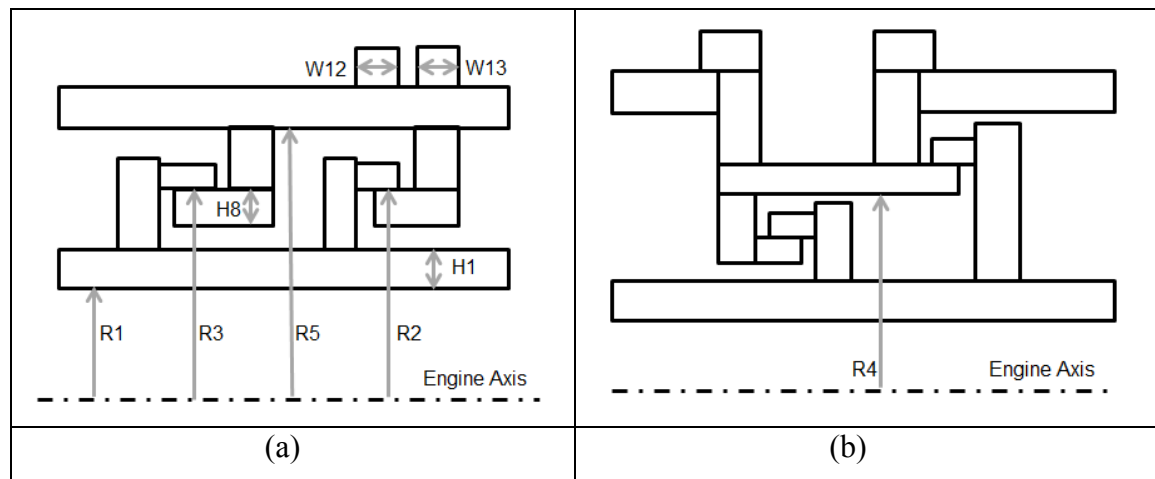 W12 W13
H8
H1
R1 R3 R5 R2
Engine Axis
(a)
R4
Engine Axis
(b)